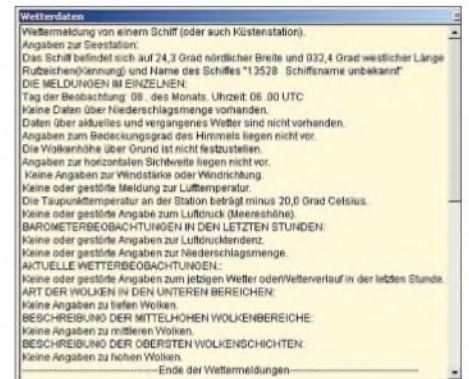 Wetterdaten
Wettermeldung von einem Schiff (oder auch Küstenstation).
Angaben zur Seestation:
Das Schiff befindet sich auf 24,3 Grad nördlicher Breite und 032,4 Grad westlicher Länge
Rufzeichen(Kennung) und Name des Schiffes "13528 Schiffsname unbekannt"
DIE MELDUNGEN IM EINZELNEN:
Tag der Beobachtung: 08 . des Monats. Uhrzeit: 06 .00 UTC
Keine Daten über Niederschlagsmenge vorhanden.
Daten über aktuelles und vergangenes Wetter sind nicht vorhanden.
Angaben zum Bedeckungsgrad des Himmels liegen nicht vor.
Die Wolkenhöhe über Grund ist nicht festzustellen.
Angaben zur horizontalen Sichtweite liegen nicht vor.
Keine Angaben zu Windstärke oder Windrichtung.
Keine oder gestörte Meldung zur Lufttemperatur.
Die Taupunkttemperatur an der Station beträgt minus 20,0 Grad Celsius.
Keine oder gestörte Angabe zum Luftdruck (Meereshöhe).
BAROMETERBEOBACHTUNGEN IN DEN LETZTEN STUNDEN:
Keine oder gestörte Angaben zur Luftdrucktendenz.
Keine oder gestörte Angaben zur Niederschlagsmenge.
AKTUELLE WETTERBEOBACHTUNGEN.:
Keine oder gestörte Angaben zum jetzigen Wetter oderWetterverlauf in der letzten Stunde.
ART DER WOLKEN IN DEN UNTEREN BEREICHEN:
Keine Angaben zu tiefen Wolken.
BESCHREIBUNG DER MITTELHOHEN WOLKENBEREICHE:
Keine Angaben zu mittleren Wolken.
BESCHREIBUNG DER OBERSTEN WOLKENSCHICHTEN:
Keine Angaben zu hohen Wolken.
------------------------Ende der Wettermeldungen------------------------